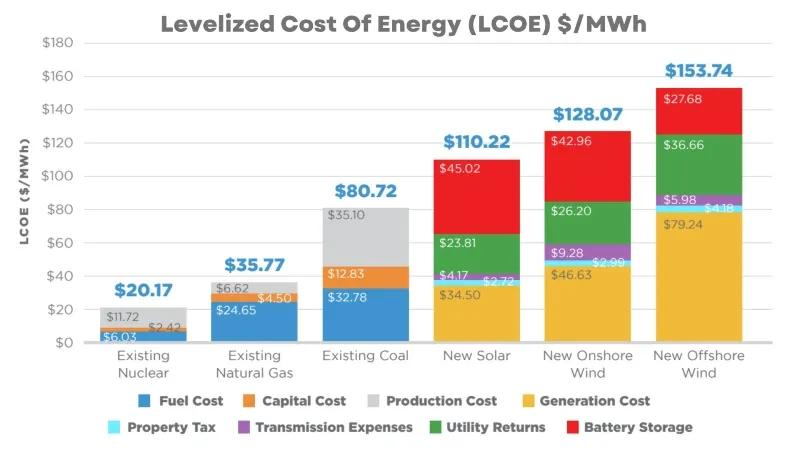 Levelized Cost Of Energy (LCOE) $/MWh
LCOE ($/MWh)
$180
$160
$140
$120
$100
$80
$60
$40
$20
$0
$20.17
$11.72
$2.42
$6.03
Existing
Nuclear
$35.77
$6.62
$4.50
$24.65
Existing
Natural Gas
$80.72
$35.10
$12.83
$32.78
Existing Coal
$110.22
$45.02
$23.81
$4.17
$2.72
$34.50
New Solar
$128.07
$42.96
$26.20
$9.28
$2.99
$46.63
New Onshore
Wind
$153.74
$27.68
$36.66
$5.98
$4.18
$79.24
New Offshore
Wind
Fuel Cost Capital Cost Production Cost Generation Cost
Property Tax Transmission Expenses Utility Returns Battery Storage